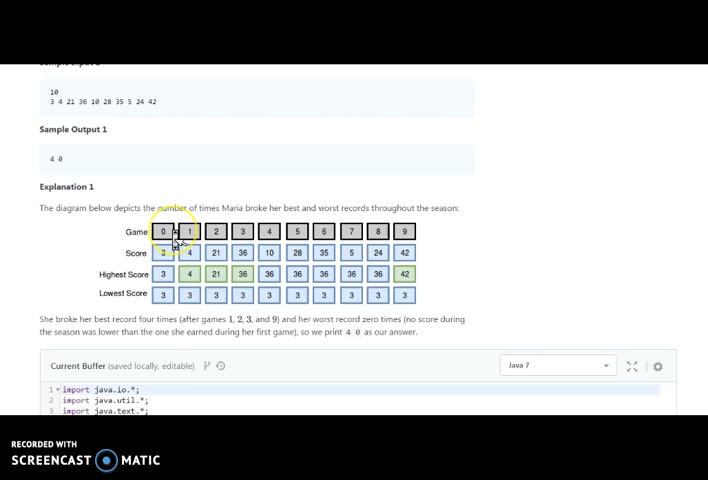 Sample Input 1
10
3 4 21 36 10 28 35 5 24 42
Sample Output 1
4 0
Explanation 1
The diagram below depicts the number of times Maria broke her best and worst records throughout the season:
Game 0 1 2 3 4 5 6 7 8 9
Score 3 4 21 36 10 28 35 5 24 42
Highest Score 3 4 21 36 36 36 36 36 36 42
Lowest Score 3 3 3 3 3 3 3 3 3 3
She broke her best record four times (after games 1, 2, 3, and 9) and her worst record zero times (no score during
the season was lower than the one she earned during her first game), so we print 4 0 as our answer.
Current Buffer (saved locally, editable)
Java 7
1 import java.io.*;
2 import java.util.*;
3 import java.text.*;
RECORDED WITH
SCREENCAST MATIC